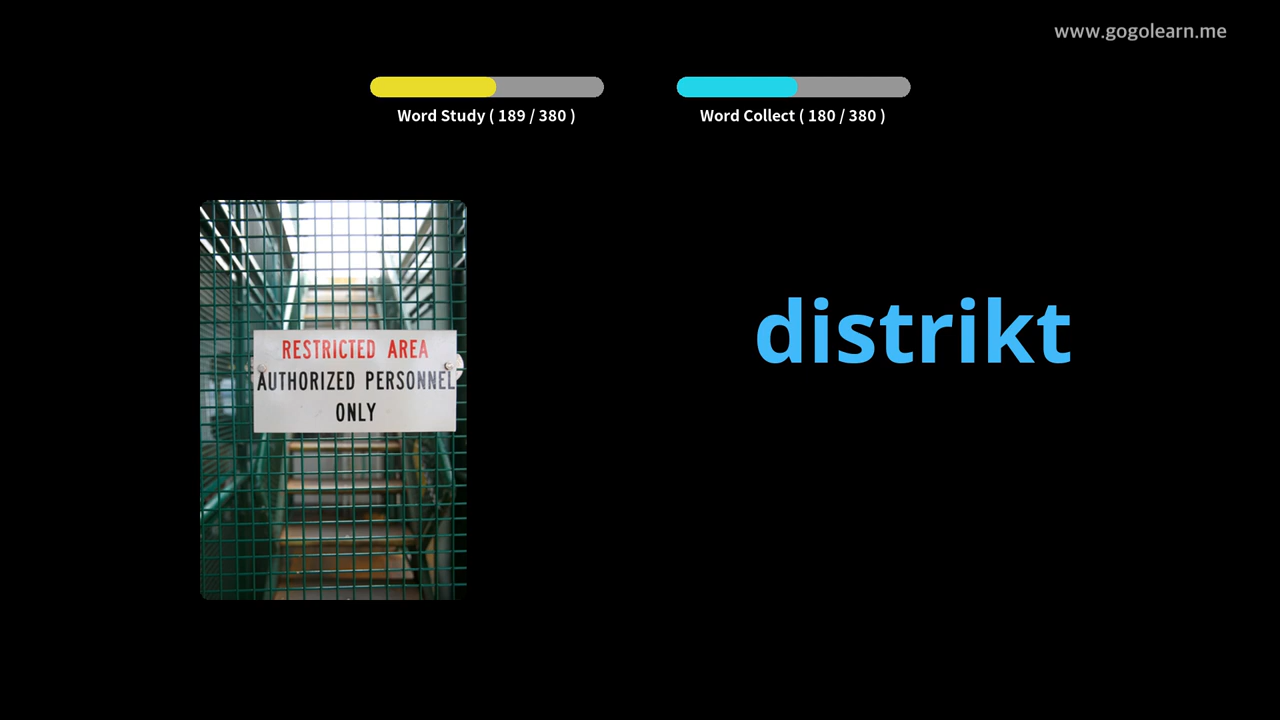 www.gogolearn.me
Word Study ( 189 / 380 )
Word Collect ( 180 / 380 )
RESTRICTED AREA
AUTHORIZED PERSONNEL
ONLY
distrikt